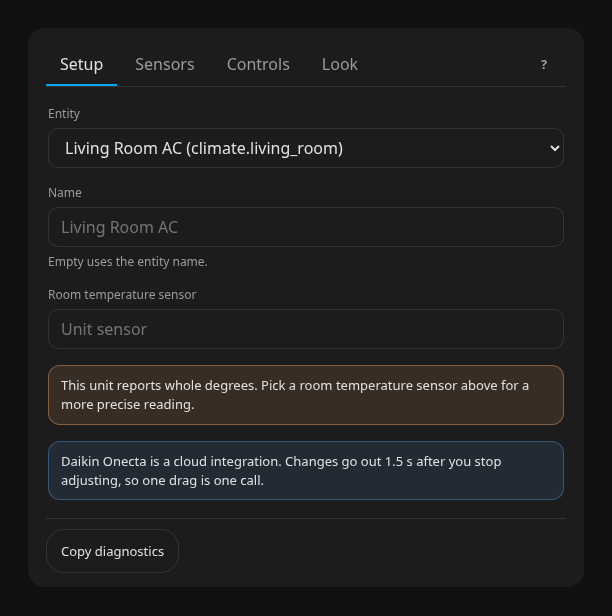 Setup Sensors Controls Look ?
Entity
Living Room AC (climate.living_room)
Name
Living Room AC
Empty uses the entity name.
Room temperature sensor
Unit sensor
This unit reports whole degrees. Pick a room temperature sensor above for a
more precise reading.
Daikin Onecta is a cloud integration. Changes go out 1.5 s after you stop
adjusting, so one drag is one call.
Copy diagnostics